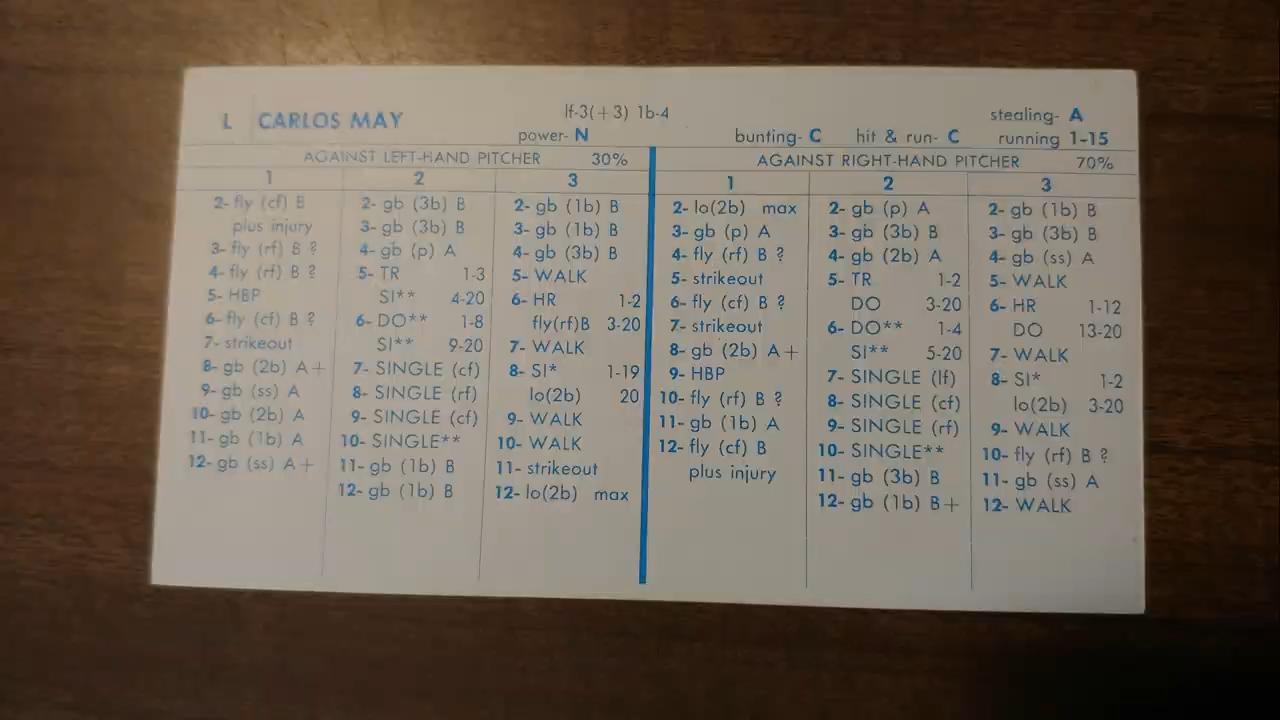 lf-3(+3) 1b-4 stealing- A
L CARLOS MAY power- N bunting- C hit & run- C running 1-15
AGAINST LEFT-HAND PITCHER 30%
1 2 3
2- fly (cf) B 2- gb (3b) B 2- gb (1b) B
plus injury 3- gb (3b) B 3- gb (1b) B
3- fly (rf) B ? 4- gb (p) A 4- gb (3b) B
4- fly (rf) B ? 5- TR 1-3 5- WALK
5- HBP SI** 4-20 6- HR 1-2
6- fly (cf) B ? 6- DO** 1-8 fly(rf)B 3-20
7- strikeout SI** 9-20 7- WALK
8- gb (2b) A+ 7- SINGLE (cf) 8- SI* 1-19
9- gb (ss) A 8- SINGLE (rf) lo(2b) 20
10- gb (2b) A 9- SINGLE (cf) 9- WALK
11- gb (1b) A 10- SINGLE** 10- WALK
12- gb (ss) A+ 11- gb (1b) B 11- strikeout
12- gb (1b) B 12- lo(2b) max
AGAINST RIGHT-HAND PITCHER 70%
1 2 3
2- lo(2b) max 2- gb (p) A 2- gb (1b) B
3- gb (p) A 3- gb (3b) B 3- gb (3b) B
4- fly (rf) B ? 4- gb (2b) A 4- gb (ss) A
5- strikeout 5- TR 1-2 5- WALK
6- fly (cf) B ? DO 3-20 6- HR 1-12
7- strikeout 6- DO** 1-4 DO 13-20
8- gb (2b) A+ SI** 5-20 7- WALK
9- HBP 7- SINGLE (lf) 8- SI* 1-2
10- fly (rf) B ? 8- SINGLE (cf) lo(2b) 3-20
11- gb (1b) A 9- SINGLE (rf) 9- WALK
12- fly (cf) B 10- SINGLE** 10- fly (rf) B ?
plus injury 11- gb (3b) B 11- gb (ss) A
12- gb (1b) B+ 12- WALK